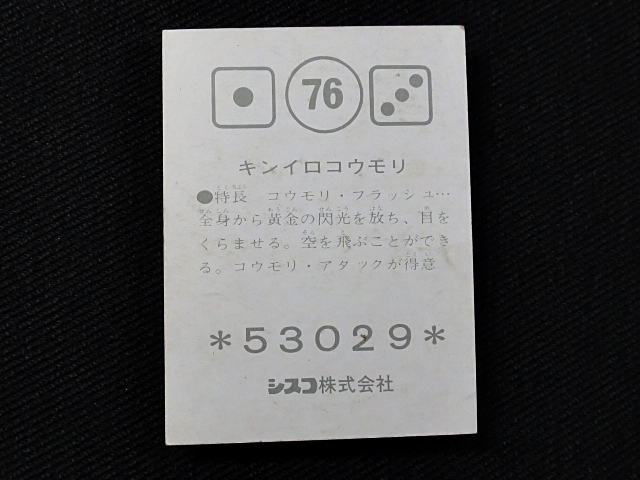 76
キンイロコウモリ
●特長 コウモリ・フラッシュ…
全身から黄金の閃光を放ち、目を
くらませる。空を飛ぶことができ
る。コウモリ・アタックが得意
*53029*
シスコ株式会社